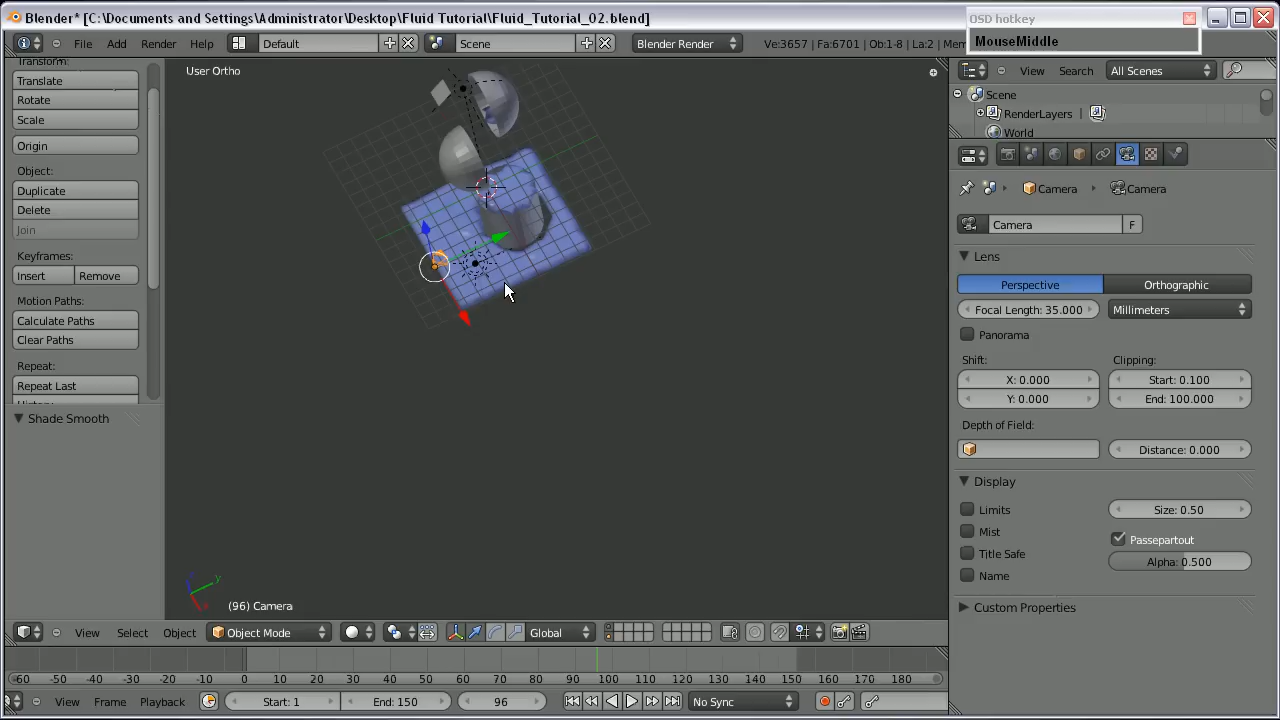 Blender* [C:\Documents and Settings\Administrator\Desktop\Fluid Tutorial\Fluid_Tutorial_02.blend]
OSD hotkey
MouseMiddle
File Add Render Help Default Scene Blender Render Ve:3657 | Fa:6701 | Ob:1-8 | La:2 | Mem
View Search All Scenes
Transform:
Translate
Rotate
Scale
Origin
Object:
Duplicate
Delete
Join
Keyframes:
Insert Remove
Motion Paths:
Calculate Paths
Clear Paths
Repeat:
Repeat Last
Shade Smooth
User Ortho
(96) Camera
Scene
RenderLayers |
World
Camera Camera
Camera F
Lens
Perspective Orthographic
Focal Length: 35.000 Millimeters
Panorama
Shift: Clipping:
X: 0.000 Start: 0.100
Y: 0.000 End: 100.000
Depth of Field:
Distance: 0.000
Display
Limits Size: 0.50
Mist Passepartout
Title Safe Alpha: 0.500
Name
Custom Properties
View Select Object Object Mode Global
-60 -50 -40 -30 -20 -10 0 10 20 30 40 50 60 70 80 90 100 110 120 130 140 150 160 170 180
View Frame Playback Start: 1 End: 150 96 No Sync